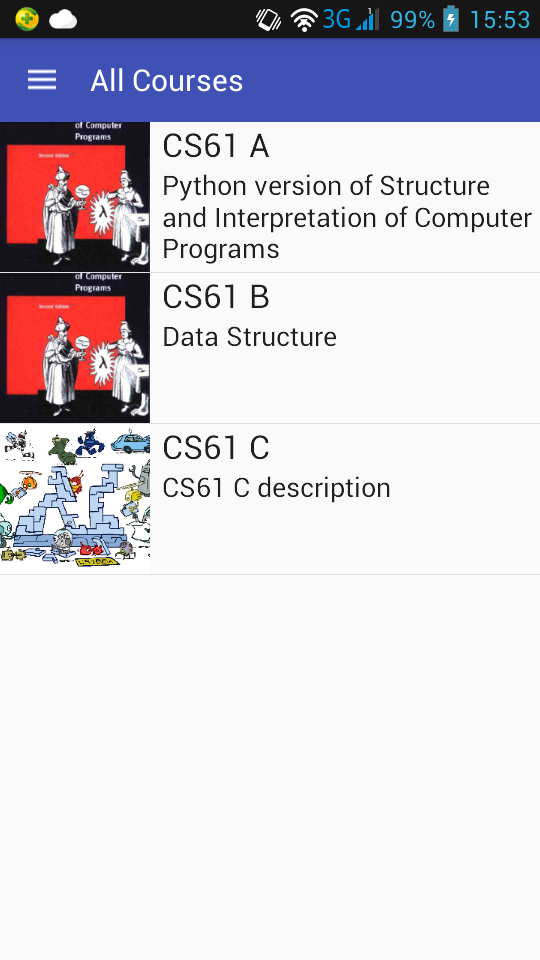 3G 1 99% 15:53
All Courses
of Computer
Programs
Second Edition
λ
CS61 A
Python version of Structure
and Interpretation of Computer
Programs
of Computer
Programs
Second Edition
λ
CS61 B
Data Structure
CS61 C
CS61 C description